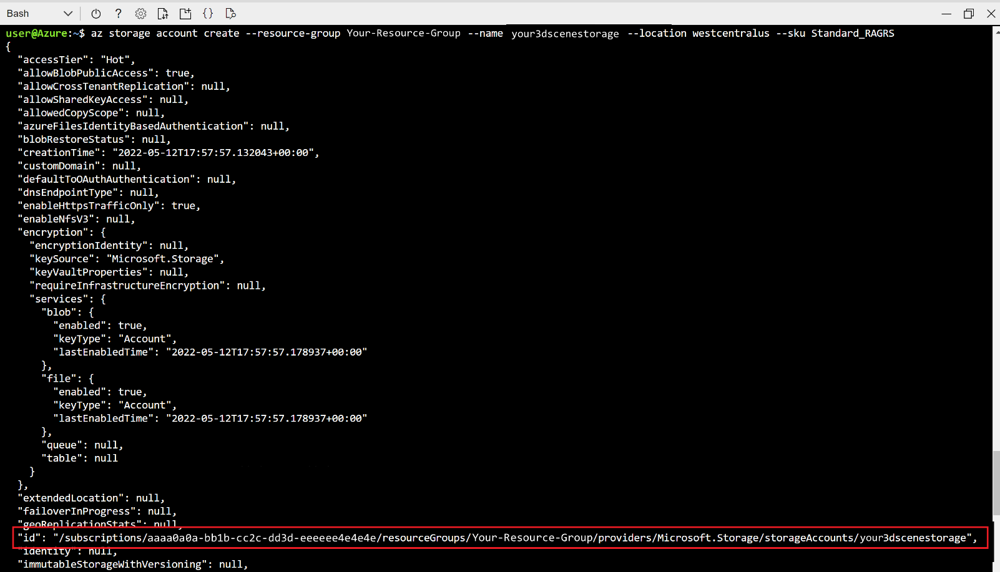 Bash
user@Azure:~$ az storage account create --resource-group Your-Resource-Group --name your3dscenestorage --location westcentralus --sku Standard_RAGRS
{
  "accessTier": "Hot",
  "allowBlobPublicAccess": true,
  "allowCrossTenantReplication": null,
  "allowSharedKeyAccess": null,
  "allowedCopyScope": null,
  "azureFilesIdentityBasedAuthentication": null,
  "blobRestoreStatus": null,
  "creationTime": "2022-05-12T17:57:57.132043+00:00",
  "customDomain": null,
  "defaultToOAuthAuthentication": null,
  "dnsEndpointType": null,
  "enableHttpsTrafficOnly": true,
  "enableNfsV3": null,
  "encryption": {
    "encryptionIdentity": null,
    "keySource": "Microsoft.Storage",
    "keyVaultProperties": null,
    "requireInfrastructureEncryption": null,
    "services": {
      "blob": {
        "enabled": true,
        "keyType": "Account",
        "lastEnabledTime": "2022-05-12T17:57:57.178937+00:00"
      },
      "file": {
        "enabled": true,
        "keyType": "Account",
        "lastEnabledTime": "2022-05-12T17:57:57.178937+00:00"
      },
      "queue": null,
      "table": null
    }
  },
  "extendedLocation": null,
  "failoverInProgress": null,
  "geoReplicationStats": null,
  "id": "/subscriptions/aaaa0a0a-bb1b-cc2c-dd3d-eeeeee4e4e4e/resourceGroups/Your-Resource-Group/providers/Microsoft.Storage/storageAccounts/your3dscenestorage",
  "identity": null,
  "immutableStorageWithVersioning": null,